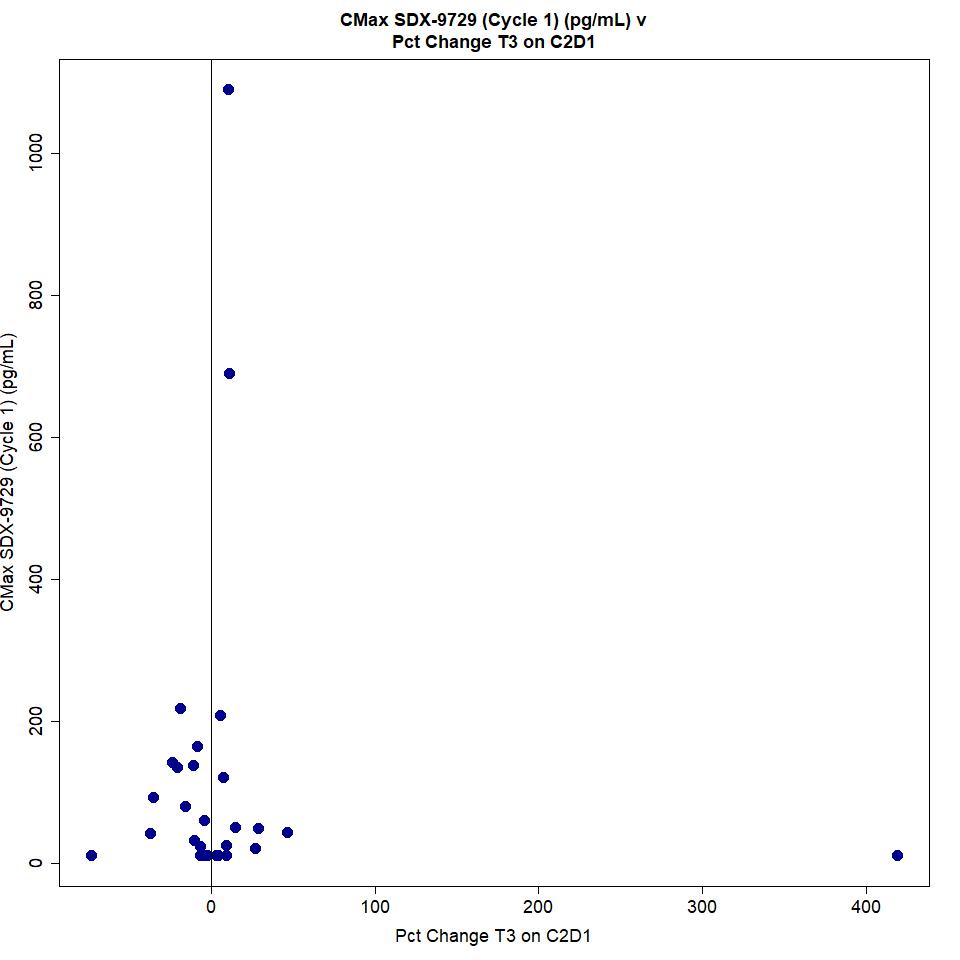 CMax SDX-9729 (Cycle 1) (pg/mL) v
Pct Change T3 on C2D1
CMax SDX-9729 (Cycle 1) (pg/mL)
1000
800
600
400
200
0
0 100 200 300 400
Pct Change T3 on C2D1